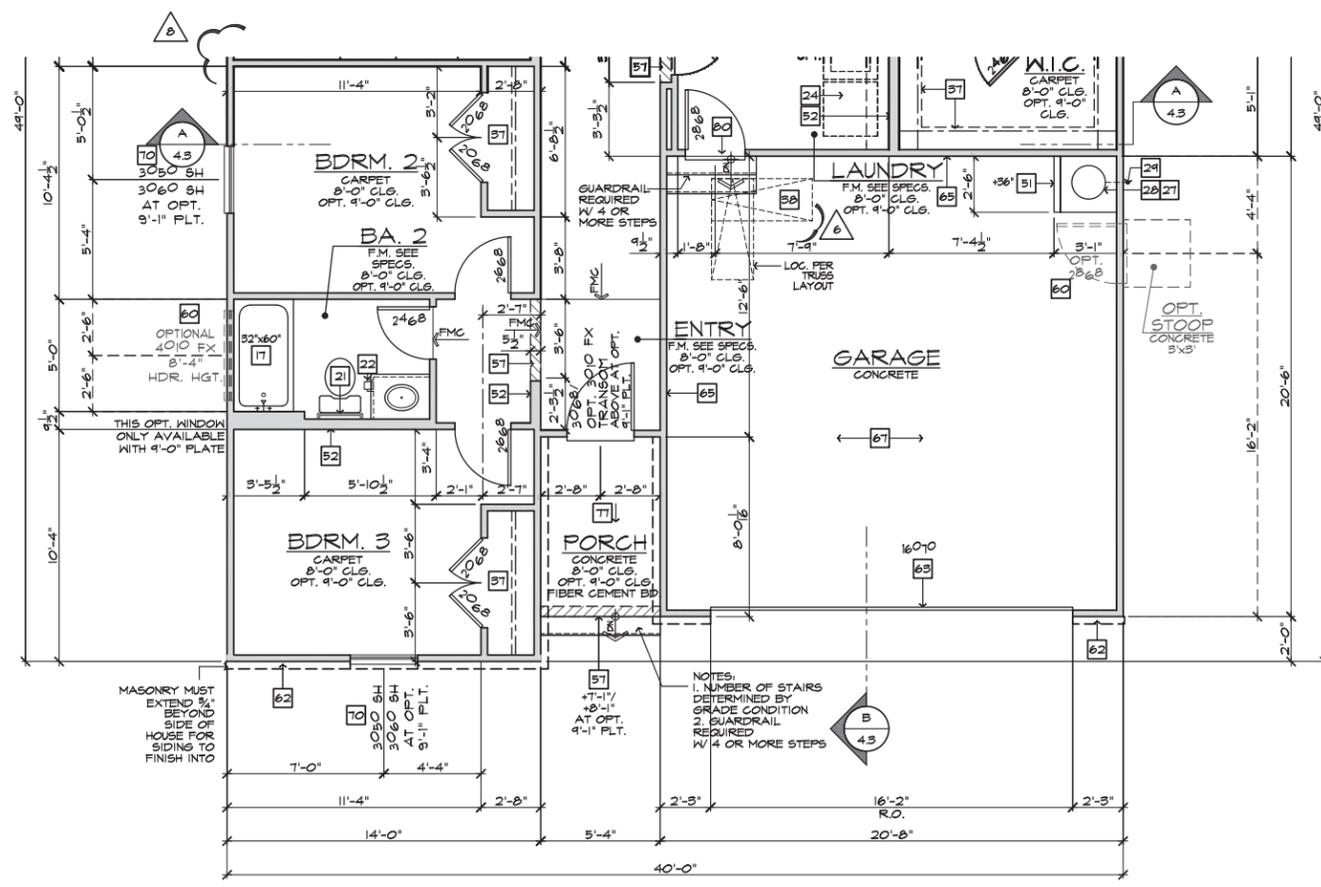 8
49'-0"
5'-0½"
10'-4½"
5'-4"
A
4.3
70
3050 SH
3060 SH
AT OPT.
9'-1" PLT.
11'-4"
2'-8"
3'-2"
2068
2068
37
3'-6½"
6'-8½"
BDRM. 2
CARPET
8'-0" CLG.
OPT. 9'-0" CLG.
BA. 2
F.M. SEE
SPECS.
8'-0" CLG.
OPT. 9'-0" CLG.
2668
3'-8"
57
3'-3½"
2868
80
DN
24
52
W.I.C.
CARPET
8'-0" CLG.
OPT. 9'-0"
CLG.
37
A
4.3
5'-1"
49'-0"
GUARDRAIL
REQUIRED
W/ 4 OR
MORE STEPS
38
LAUNDRY
F.M. SEE SPECS.
8'-0" CLG.
OPT. 9'-0" CLG.
65
2'-6"
+36"
51
29
28
27
4'-4"
6
9½"
1'-8"
7'-9"
7'-4½"
3'-1"
OPT.
2868
60
LOC. PER
TRUSS
LAYOUT
12'-6"
OPT.
STOOP
CONCRETE
3'x3'
60
OPTIONAL
4010 FX
8'-4"
HDR. HGT.
2'-6"
5'-0"
2'-6"
9½"
32"x60"
17
21
22
2468
FMC
2'-7"
FMC
5½"
57
52
3'-6"
2'-3½"
FMC
3068/
OPT. 3010 FX
TRANSOM
ABOVE AT OPT.
9'-1" PLT.
ENTRY
F.M. SEE SPECS.
8'-0" CLG.
OPT. 9'-0" CLG.
65
GARAGE
CONCRETE
67
16'-2"
20'-6"
THIS OPT. WINDOW
ONLY AVAILABLE
WITH 9'-0" PLATE
52
3'-4"
2668
3'-5½"
5'-10½"
2'-1"
2'-7"
2'-8"
2'-8"
77
10'-4"
BDRM. 3
CARPET
8'-0" CLG.
OPT. 9'-0" CLG.
3'-6"
3'-6"
2068
2068
37
PORCH
CONCRETE
8'-0" CLG.
OPT. 9'-0" CLG.
FIBER CEMENT BD
8'-0
16070
63
DN
62
2'-0"
MASONRY MUST
EXTEND ¾"
BEYOND
SIDE OF
HOUSE FOR
SIDING TO
FINISH INTO
62
70
3050 SH
3060 SH
AT OPT.
9'-1" PLT.
57
+7'-1"/
+8'-1"
AT OPT.
9'-1" PLT.
NOTES:
1. NUMBER OF STAIRS
DETERMINED BY
GRADE CONDITION
2. GUARDRAIL
REQUIRED
W/ 4 OR MORE STEPS
B
4.3
7'-0"
4'-4"
11'-4"
2'-8"
2'-3"
16'-2"
R.O.
2'-3"
14'-0"
5'-4"
20'-8"
40'-0"